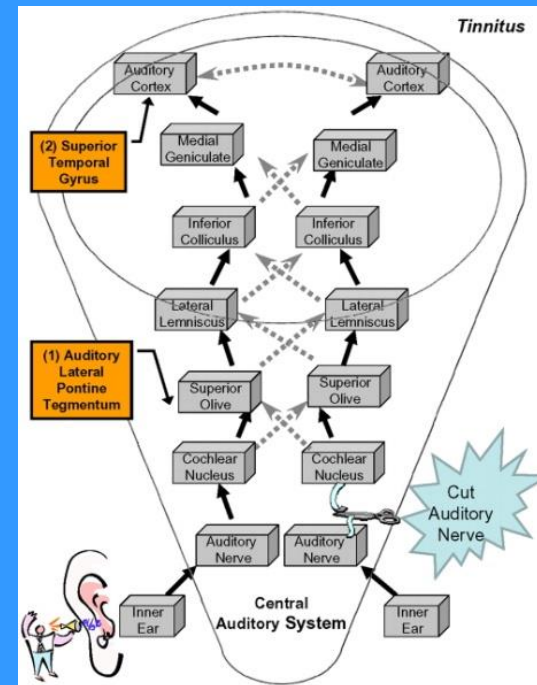 Tinnitus
Auditory
Cortex
Auditory
Cortex
(2) Superior
Temporal
Gyrus
Medial
Geniculate
Medial
Geniculate
Inferior
Colliculus
Inferior
Colliculus
Lateral
Lemniscus
Lateral
Lemniscus
(1) Auditory
Lateral
Pontine
Tegmentum
Superior
Olive
Superior
Olive
Cochlear
Nucleus
Cochlear
Nucleus
Cut
Auditory
Nerve
Auditory
Nerve
Auditory
Nerve
Inner
Ear
Central
Auditory System
Inner
Ear